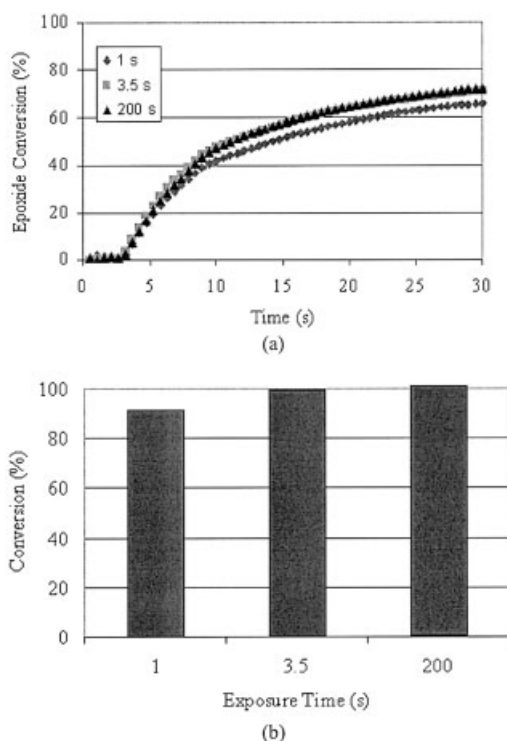 100
80
60
40
20
0
Epoxide Conversion (%)
1 s
3.5 s
200 s
0 5 10 15 20 25 30
Time (s)
(a)
100
80
60
40
20
0
Conversion (%)
1 3.5 200
Exposure Time (s)
(b)